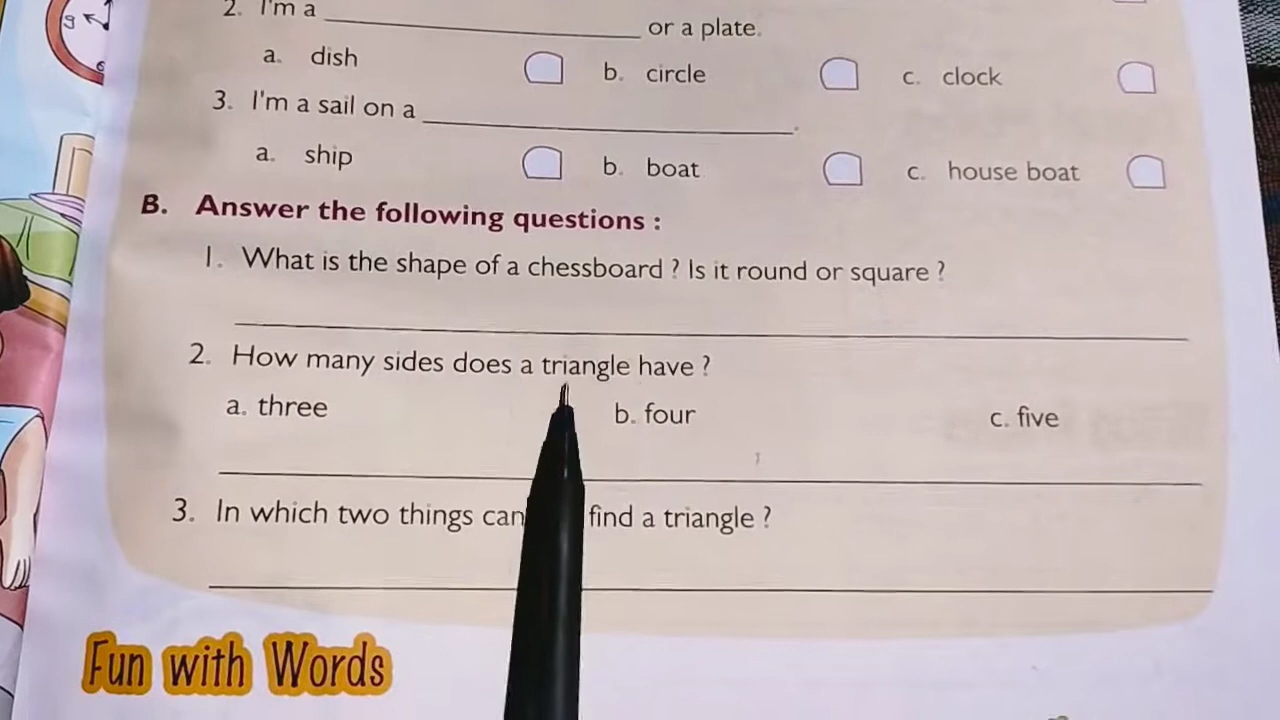 2. I'm a ____________ or a plate.
a. dish b. circle c. clock
3. I'm a sail on a ____________.
a. ship b. boat c. house boat
B. Answer the following questions :
1. What is the shape of a chessboard ? Is it round or square ?
2. How many sides does a triangle have ?
a. three b. four c. five
3. In which two things can find a triangle ?
Fun with Words